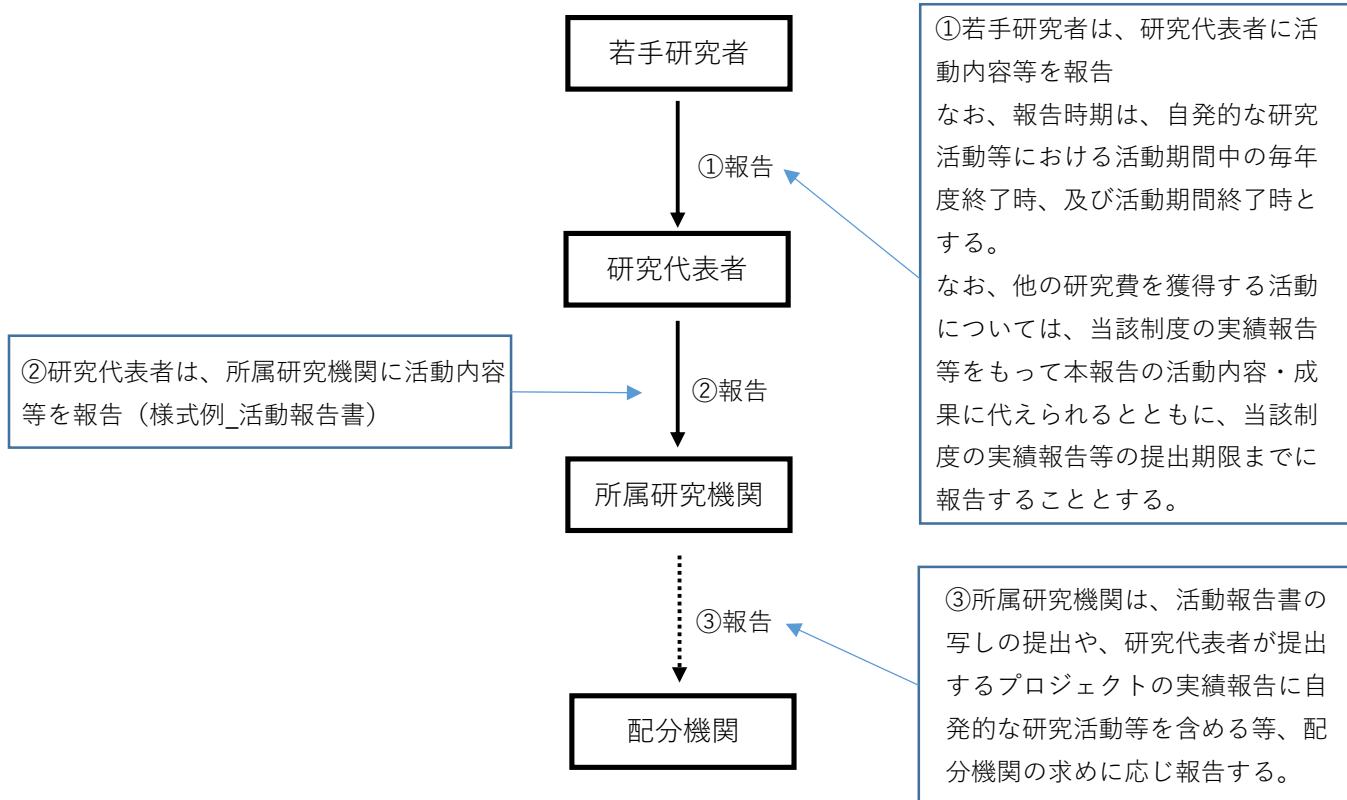 若手研究者
①報告
①若手研究者は、研究代表者に活
動内容等を報告
なお、報告時期は、自発的な研究
活動等における活動期間中の毎年
度終了時、及び活動期間終了時と
する。
なお、他の研究費を獲得する活動
については、当該制度の実績報告
等をもって本報告の活動内容・成
果に代えられるとともに、当該制
度の実績報告等の提出期限までに
報告することとする。
研究代表者
②研究代表者は、所属研究機関に活動内容
等を報告（様式例_活動報告書）
②報告
所属研究機関
③報告
③所属研究機関は、活動報告書の
写しの提出や、研究代表者が提出
するプロジェクトの実績報告に自
発的な研究活動等を含める等、配
分機関の求めに応じ報告する。
配分機関